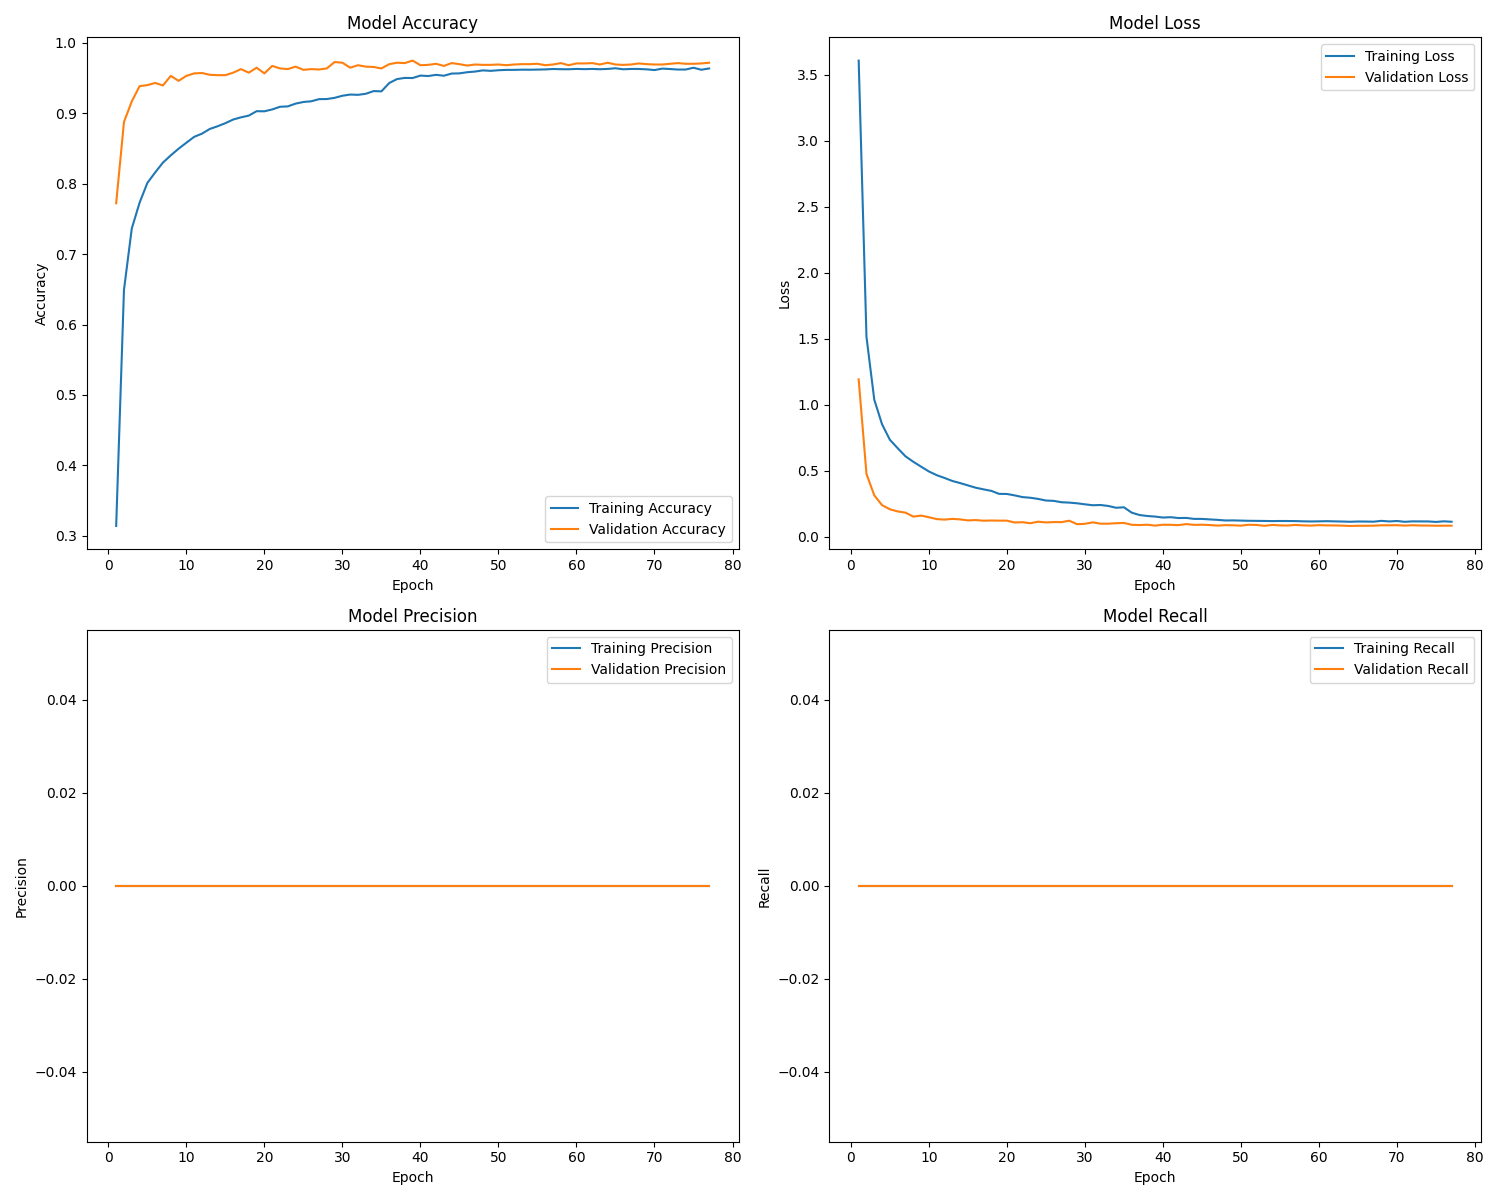 Model Accuracy
1.0
0.9
0.8
0.7
0.6
0.5
0.4
0.3
Accuracy
Training Accuracy
Validation Accuracy
0 10 20 30 40 50 60 70 80
Epoch
Model Loss
3.5
3.0
2.5
2.0
1.5
1.0
0.5
0.0
Loss
Training Loss
Validation Loss
0 10 20 30 40 50 60 70 80
Epoch
Model Precision
0.04
0.02
0.00
−0.02
−0.04
Precision
Training Precision
Validation Precision
0 10 20 30 40 50 60 70 80
Epoch
Model Recall
0.04
0.02
0.00
−0.02
−0.04
Recall
Training Recall
Validation Recall
0 10 20 30 40 50 60 70 80
Epoch